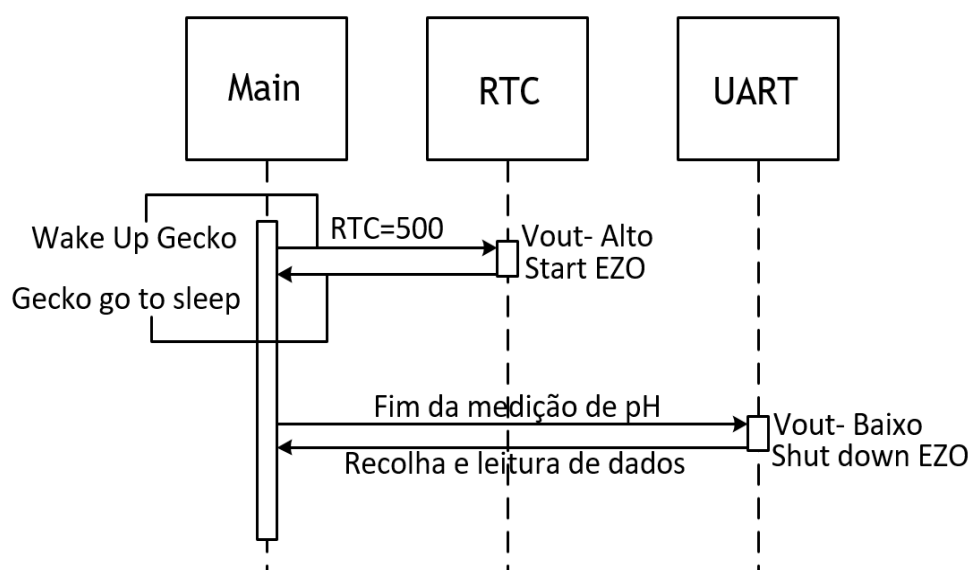 Main
RTC
UART
Wake Up Gecko
RTC=500
Vout- Alto
Start EZO
Gecko go to sleep
Fim da medição de pH
Vout- Baixo
Shut down EZO
Recolha e leitura de dados